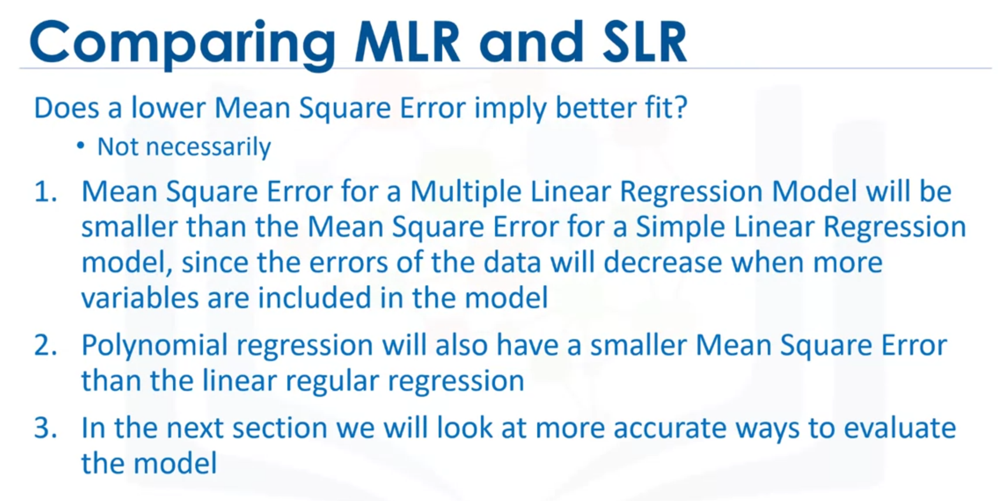 Comparing MLR and SLR
Does a lower Mean Square Error imply better fit?
• Not necessarily
1. Mean Square Error for a Multiple Linear Regression Model will be
smaller than the Mean Square Error for a Simple Linear Regression
model, since the errors of the data will decrease when more
variables are included in the model
2. Polynomial regression will also have a smaller Mean Square Error
than the linear regular regression
3. In the next section we will look at more accurate ways to evaluate
the model